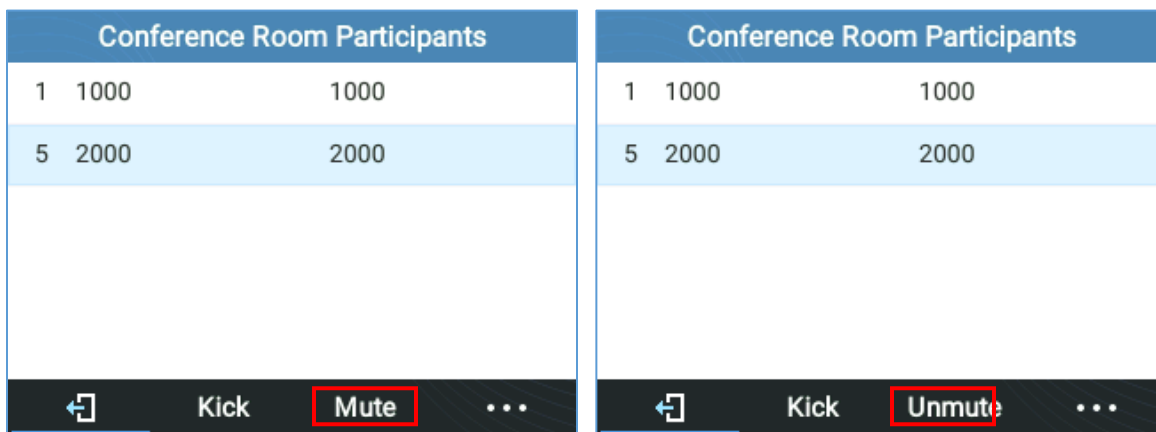 Conference Room Participants
1 1000 1000
5 2000 2000
Kick Mute ...
Conference Room Participants
1 1000 1000
5 2000 2000
Kick Unmute ...